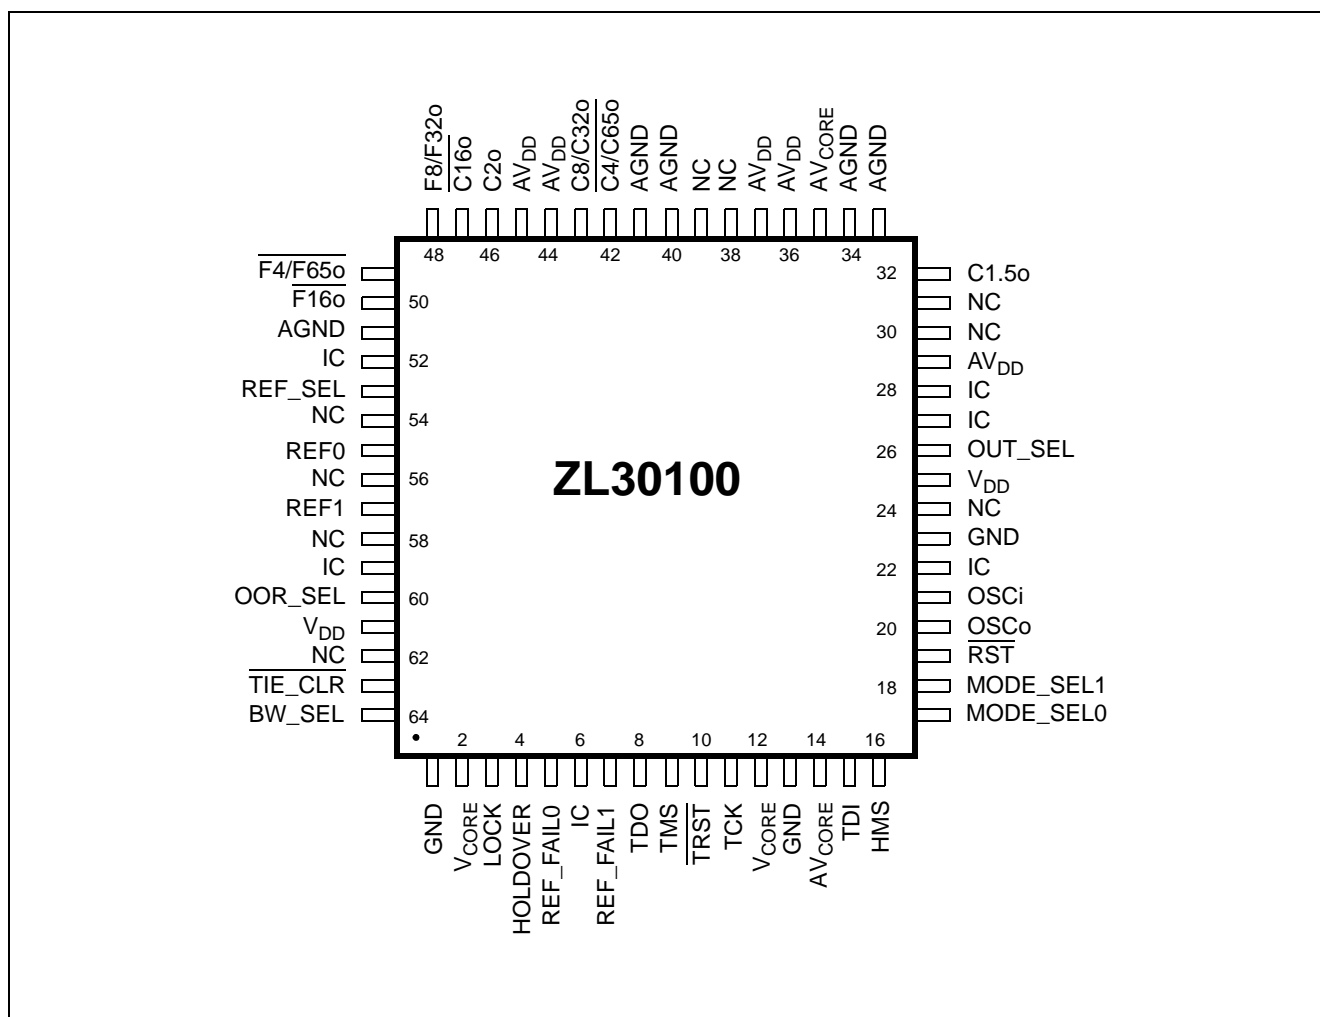 F8/F32o
C16o
C2o
AVDD
AVDD
C8/C32o
C4/C65o
AGND
AGND
NC
NC
AVDD
AVDD
AVCORE
AGND
AGND
48 46 44 42 40 38 36 34
F4/F65o
F16o 50
AGND
IC 52
REF_SEL
NC 54
REF0
NC 56
REF1
NC 58
IC
OOR_SEL 60
VDD
NC 62
TIE_CLR
BW_SEL 64
ZL30100
32 C1.5o
NC
30 NC
AVDD
28 IC
IC
26 OUT_SEL
VDD
24 NC
GND
22 IC
OSCi
20 OSCo
RST
18 MODE_SEL1
MODE_SEL0
2 4 6 8 10 12 14 16
GND
VCORE
LOCK
HOLDOVER
REF_FAIL0
IC
REF_FAIL1
TDO
TMS
TRST
TCK
VCORE
GND
AVCORE
TDI
HMS